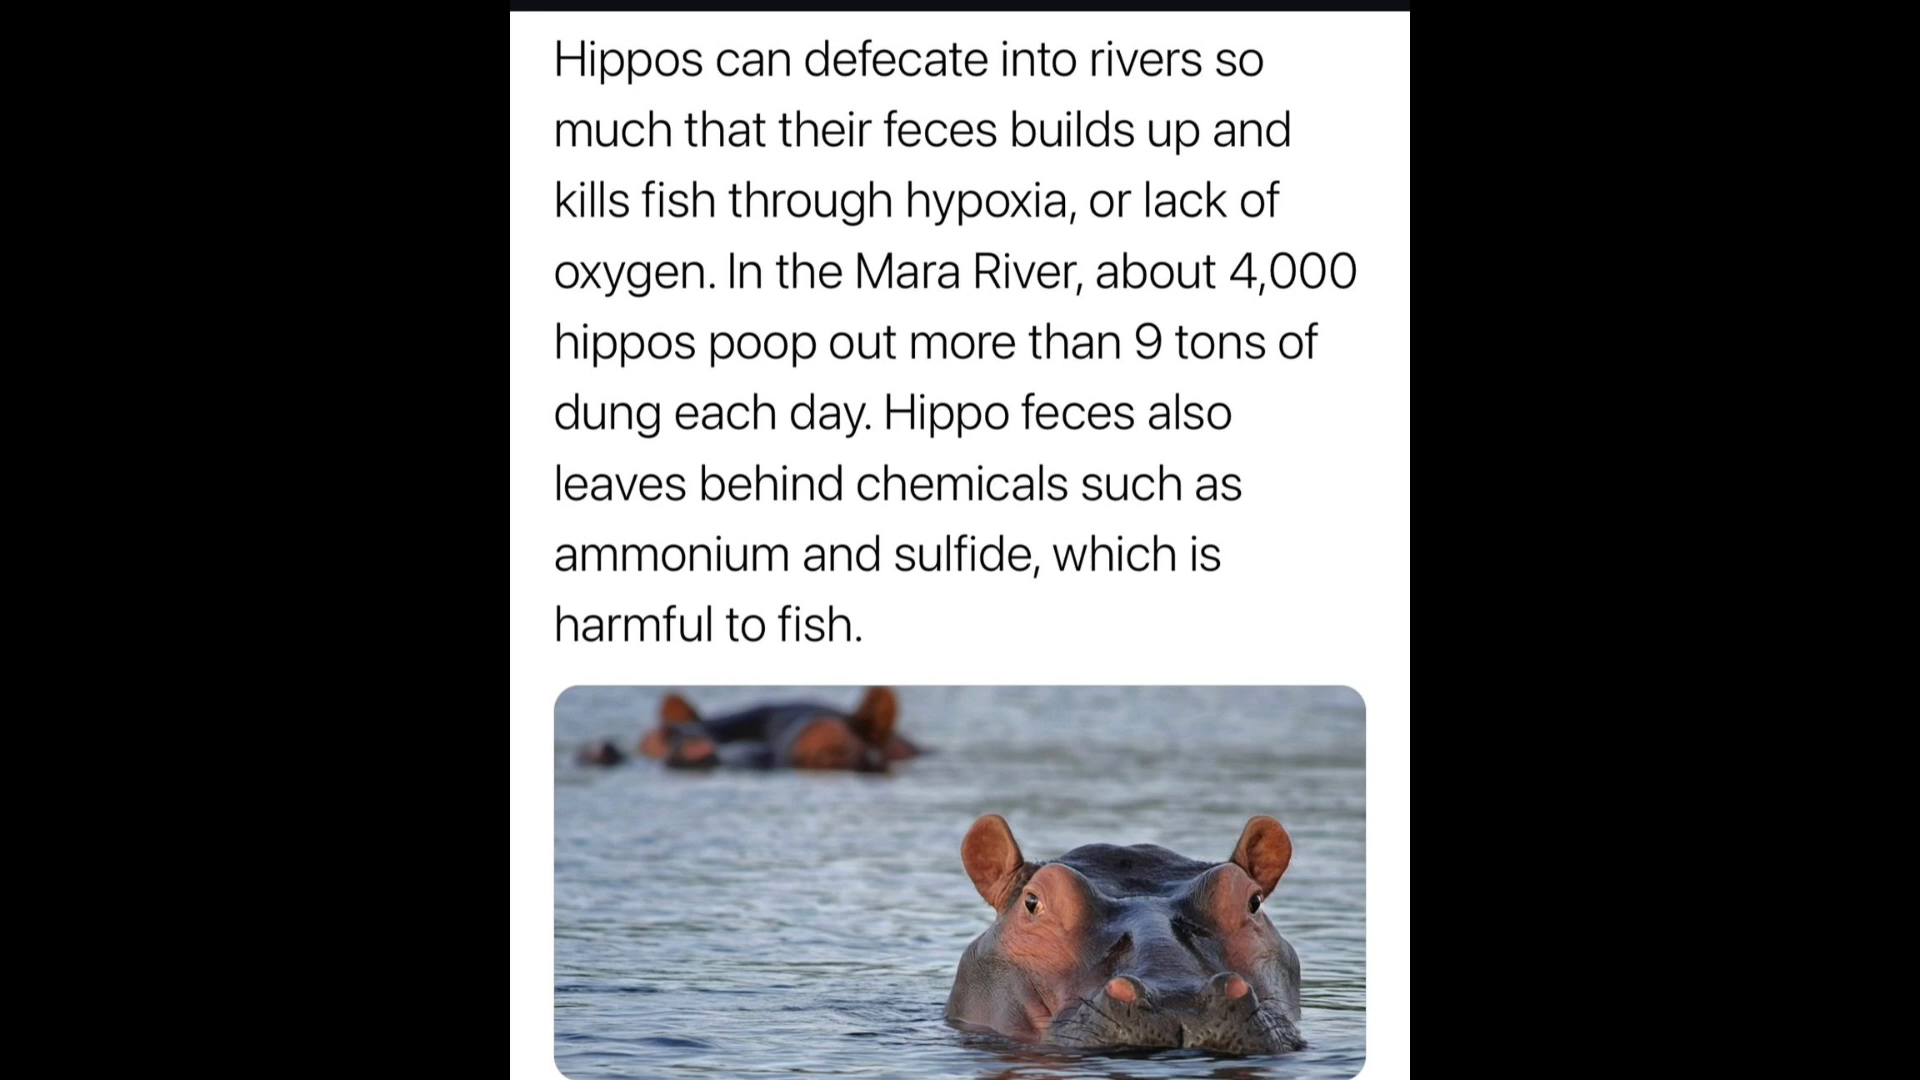 Hippos can defecate into rivers so
much that their feces builds up and
kills fish through hypoxia, or lack of
oxygen. In the Mara River, about 4,000
hippos poop out more than 9 tons of
dung each day. Hippo feces also
leaves behind chemicals such as
ammonium and sulfide, which is
harmful to fish.